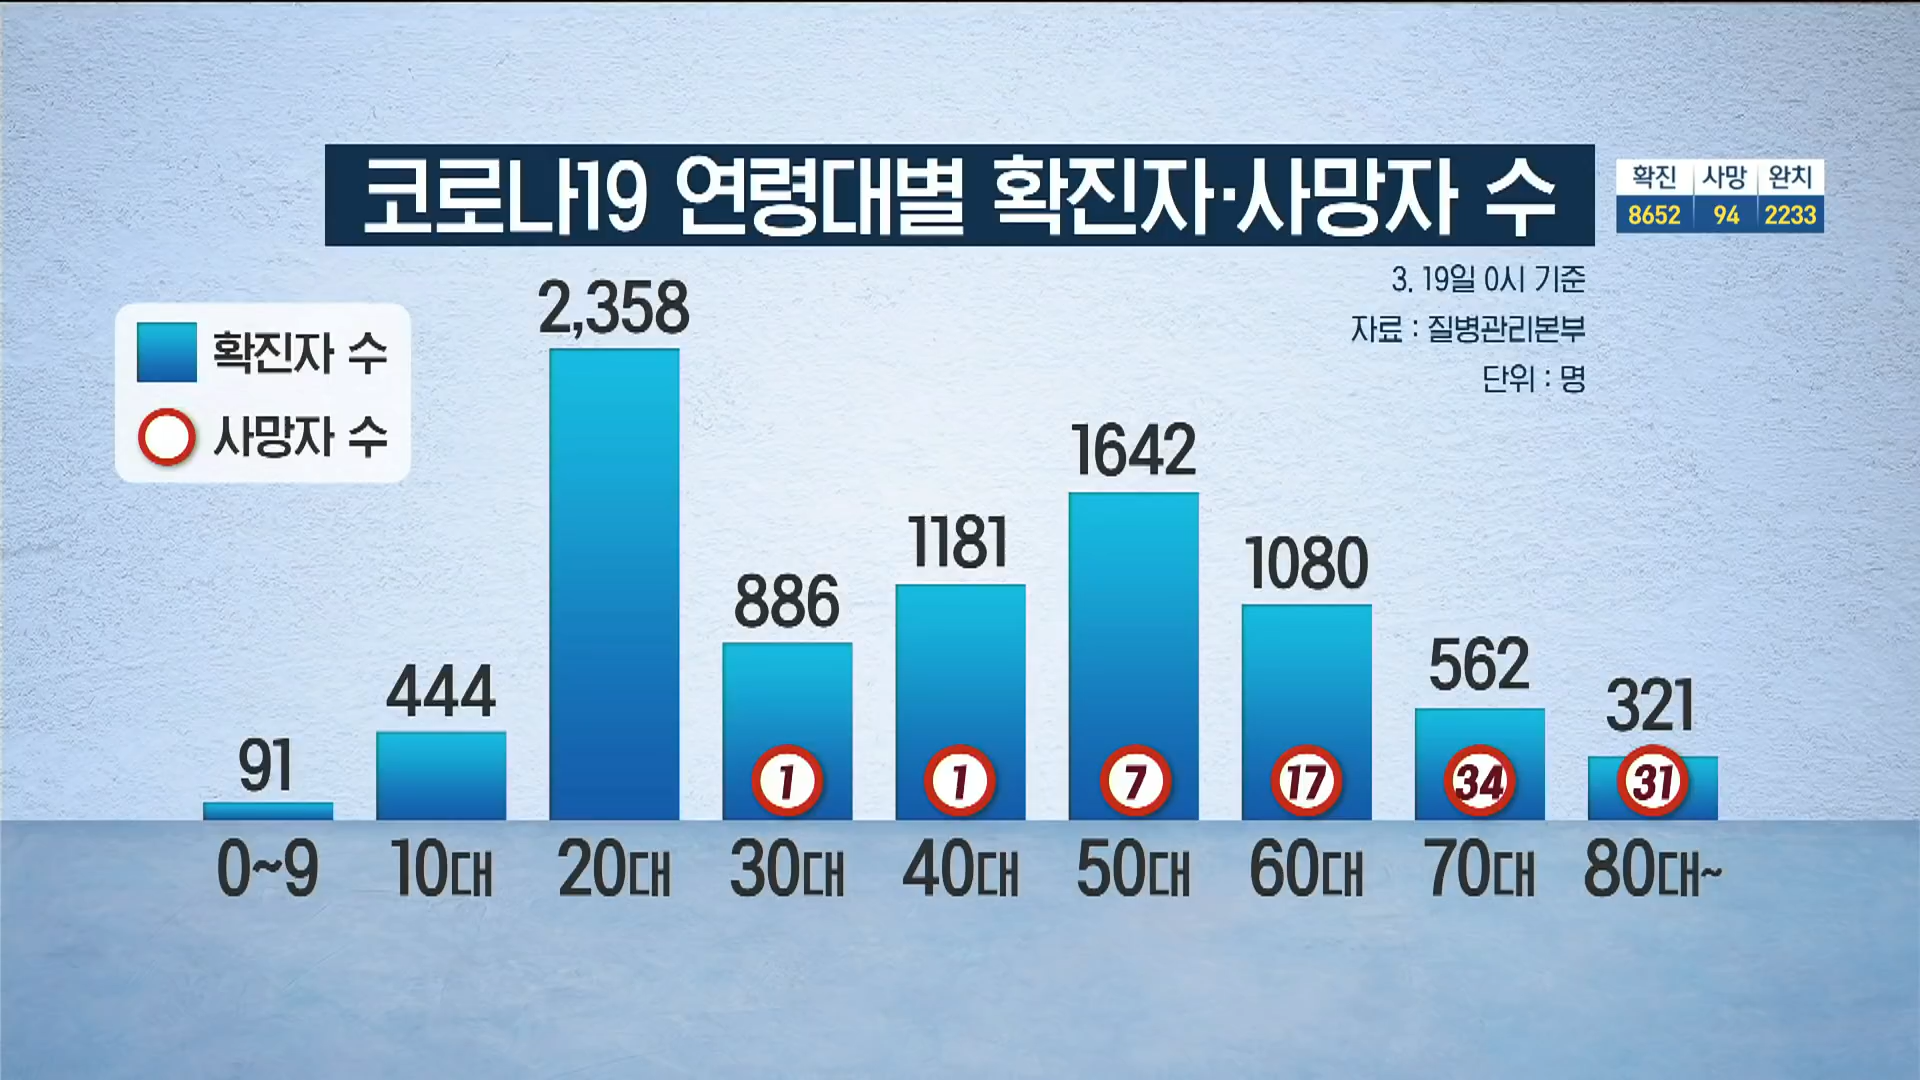 코로나19 연령대별 확진자·사망자 수
확진 사망 완치
8652 94 2233
3. 19일 0시 기준
자료 : 질병관리본부
단위 : 명
확진자 수
사망자 수
91
444
2,358
886
1181
1642
1080
562
321
1
1
7
17
34
31
0~9 10대 20대 30대 40대 50대 60대 70대 80대~